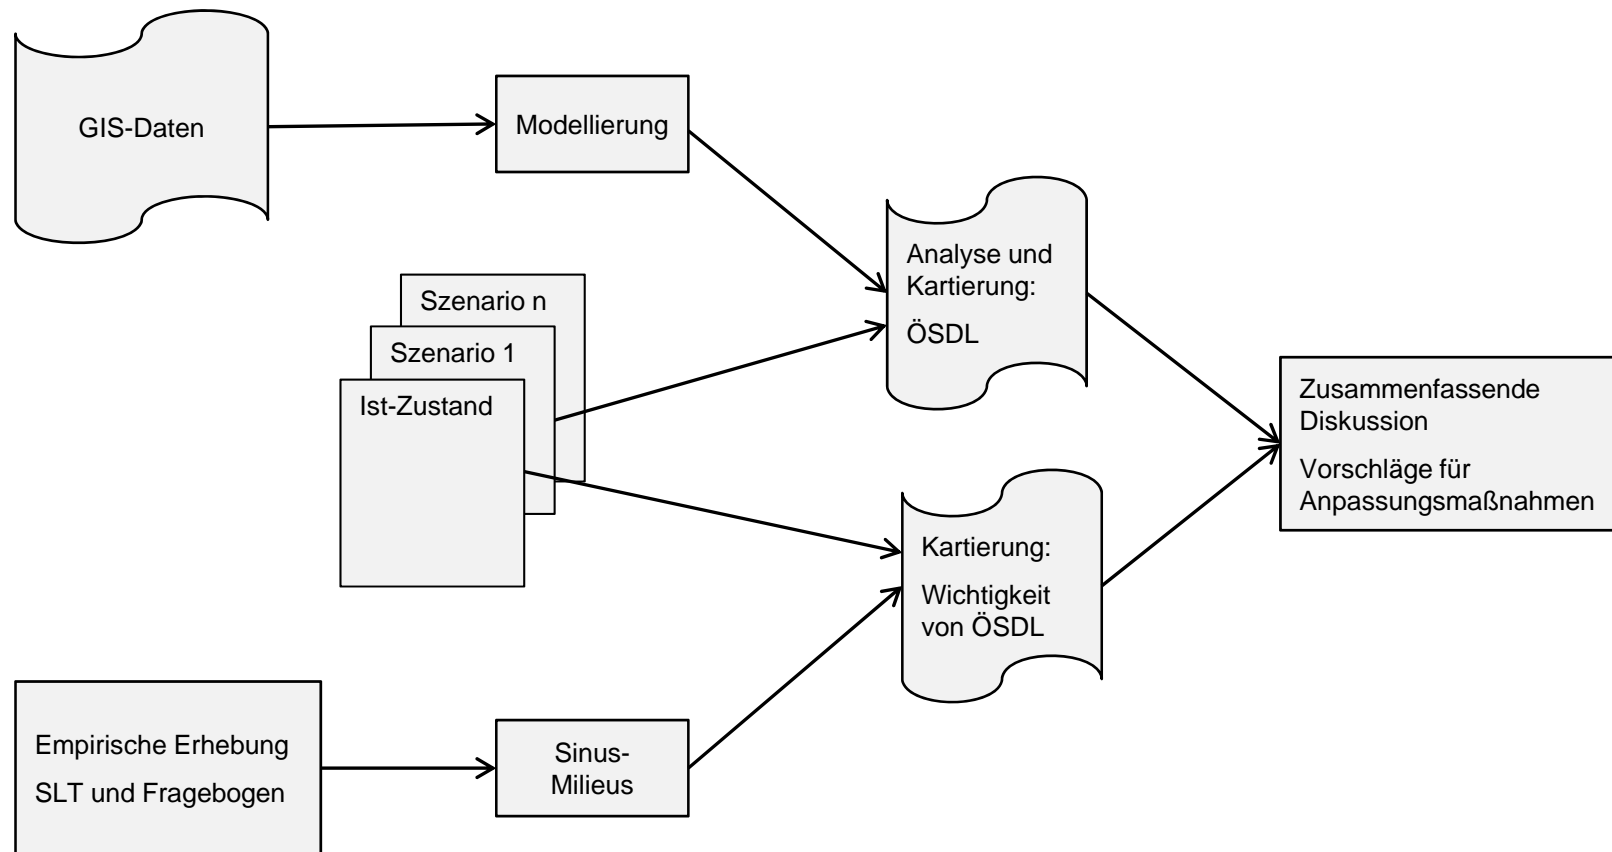 GIS-Daten
Modellierung
Szenario n
Szenario 1
Ist-Zustand
Analyse und
Kartierung:
ÖSDL
Kartierung:
Wichtigkeit
von ÖSDL
Zusammenfassende
Diskussion
Vorschläge für
Anpassungsmaßnahmen
Empirische Erhebung
SLT und Fragebogen
Sinus-
Milieus